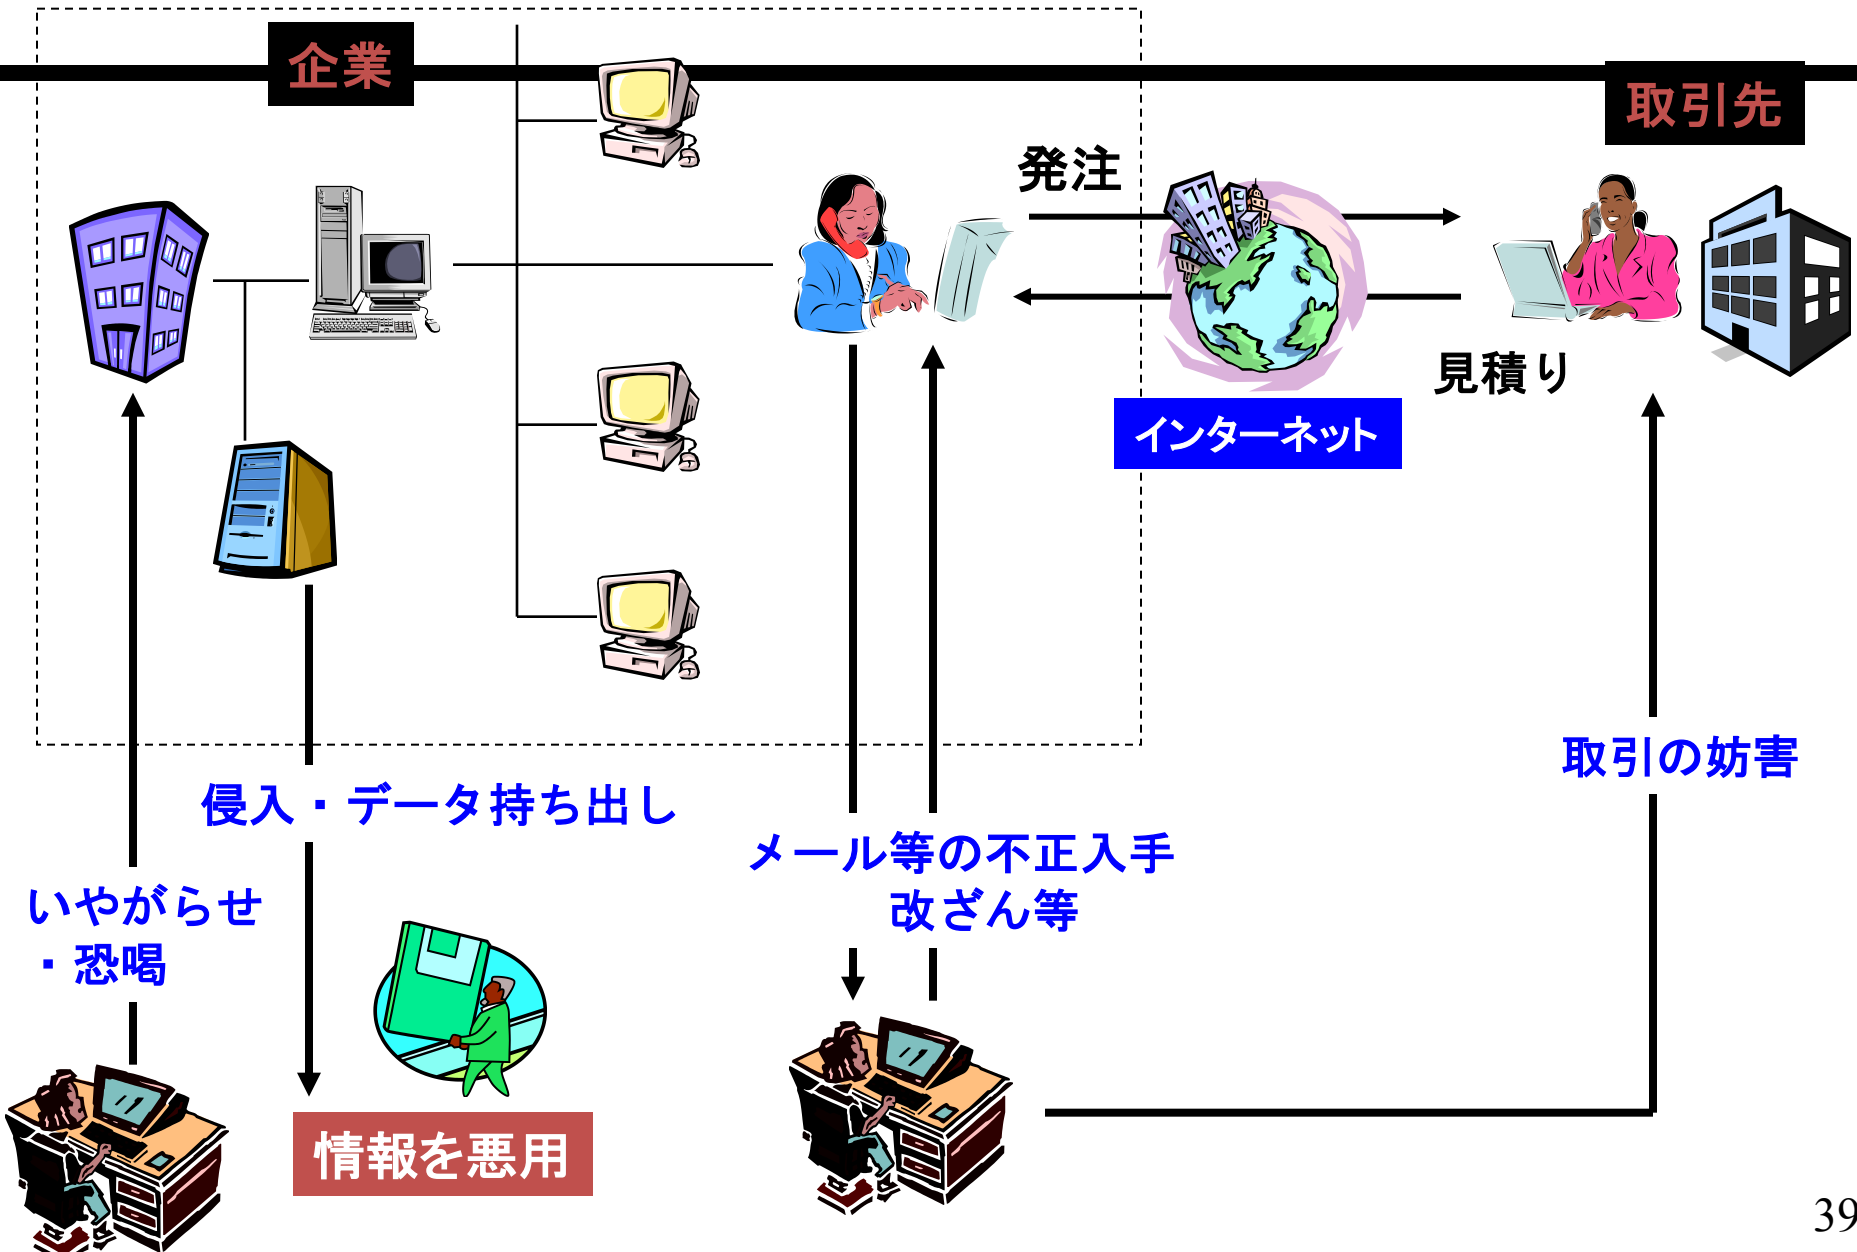 企業
取引先
発注
見積り
インターネット
取引の妨害
侵入・データ持ち出し
メール等の不正入手
改ざん等
いやがらせ
・恐喝
情報を悪用
39